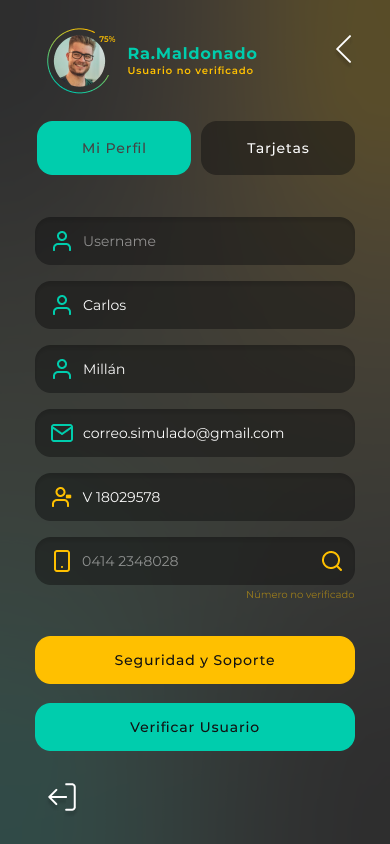 75%
Ra.Maldonado
Usuario no verificado
Mi Perfil
Tarjetas
Username
Carlos
Millán
correo.simulado@gmail.com
V 18029578
0414 2348028
Número no verificado
Seguridad y Soporte
Verificar Usuario